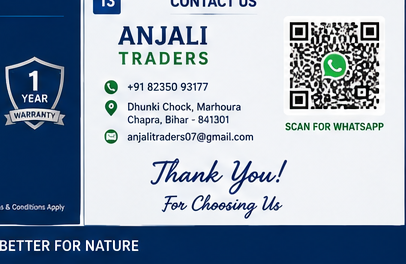 13
CONTACT US
ANJALI
TRADERS
+91 82350 93177
Dhunki Chock, Marhoura
Chapra, Bihar - 841301
anjalitraders07@gmail.com
SCAN FOR WHATSAPP
1
YEAR
WARRANTY
& Conditions Apply
Thank You!
For Choosing Us
BETTER FOR NATURE